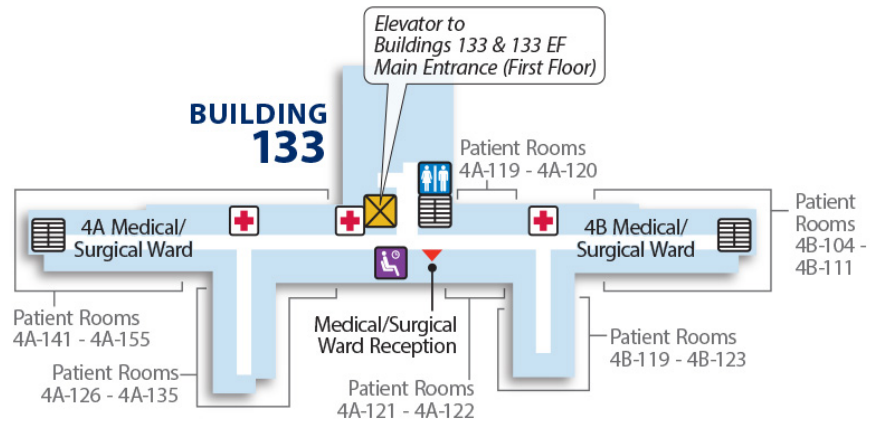 Elevator to
Buildings 133 & 133 EF
Main Entrance (First Floor)
BUILDING
133
Patient Rooms
4A-119 - 4A-120
Patient
Rooms
4B-104 -
4B-111
4A Medical/
Surgical Ward
4B Medical/
Surgical Ward
Patient Rooms
4A-141 - 4A-155
Medical/Surgical
Ward Reception
Patient Rooms
4B-119 - 4B-123
Patient Rooms
4A-126 - 4A-135
Patient Rooms
4A-121 - 4A-122